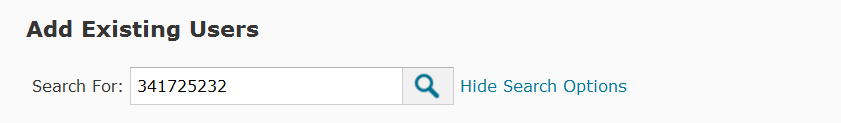 Add Existing Users
Search For: 341725232 Hide Search Options